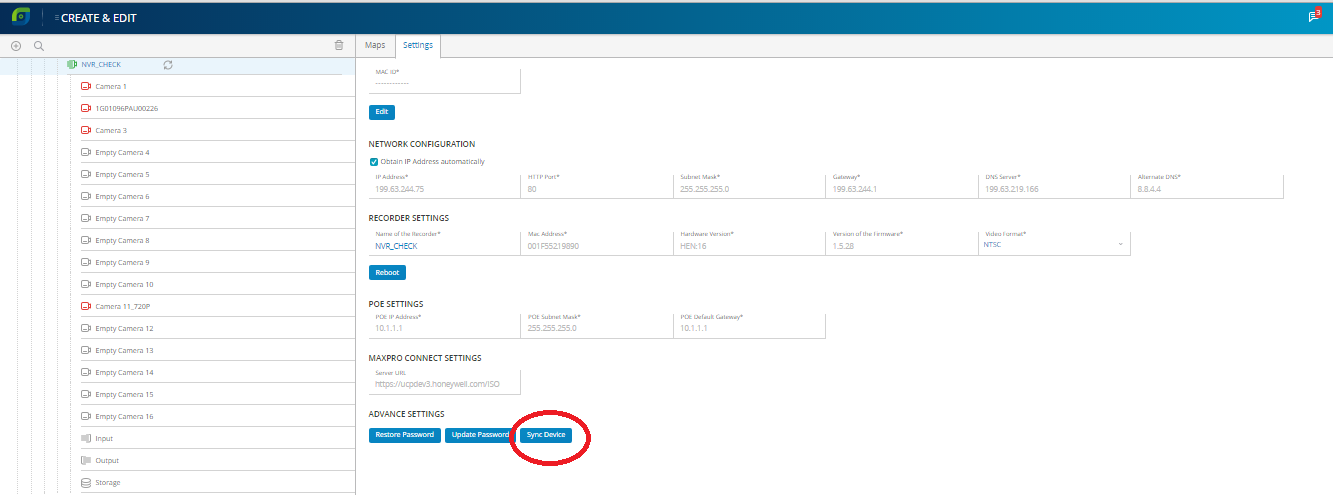 CREATE & EDIT
3
Maps Settings
NVR_CHECK
Camera 1
1G01096PAU00226
Camera 3
Empty Camera 4
Empty Camera 5
Empty Camera 6
Empty Camera 7
Empty Camera 8
Empty Camera 9
Empty Camera 10
Camera 11_720P
Empty Camera 12
Empty Camera 13
Empty Camera 14
Empty Camera 15
Empty Camera 16
Input
Output
Storage
MAC ID*
------------
Edit
NETWORK CONFIGURATION
Obtain IP Address automatically
IP Address* HTTP Port* Subnet Mask* Gateway* DNS Server* Alternate DNS*
199.63.244.75 80 255.255.255.0 199.63.244.1 199.63.219.166 8.8.4.4
RECORDER SETTINGS
Name of the Recorder* Mac Address* Hardware Version* Version of the Firmware* Video Format*
NVR_CHECK 001F55219890 HEN:16 1.5.28 NTSC
Reboot
POE SETTINGS
POE IP Address* POE Subnet Mask* POE Default Gateway*
10.1.1.1 255.255.255.0 10.1.1.1
MAXPRO CONNECT SETTINGS
Server URL
https://ucpdev3.honeywell.com/ISO
ADVANCE SETTINGS
Restore Password Update Password Sync Device